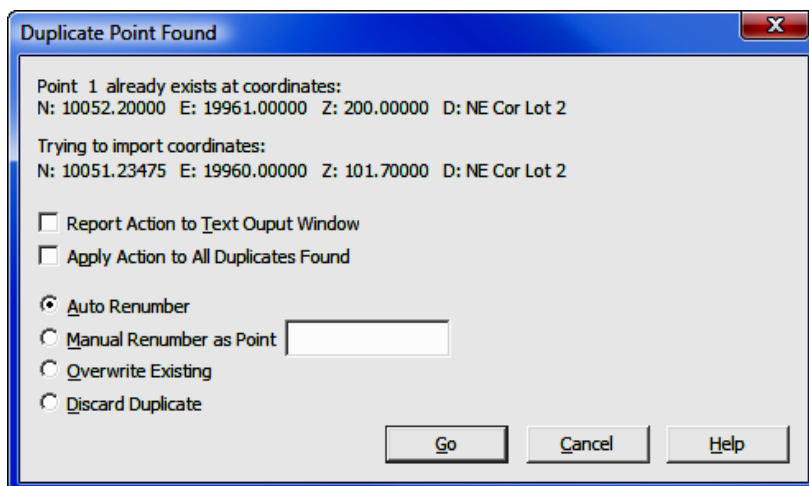 Duplicate Point Found
X
Point 1 already exists at coordinates:
N: 10052.20000 E: 19961.00000 Z: 200.00000 D: NE Cor Lot 2
Trying to import coordinates:
N: 10051.23475 E: 19960.00000 Z: 101.70000 D: NE Cor Lot 2
Report Action to Text Ouput Window
Apply Action to All Duplicates Found
Auto Renumber
Manual Renumber as Point
Overwrite Existing
Discard Duplicate
Go Cancel Help